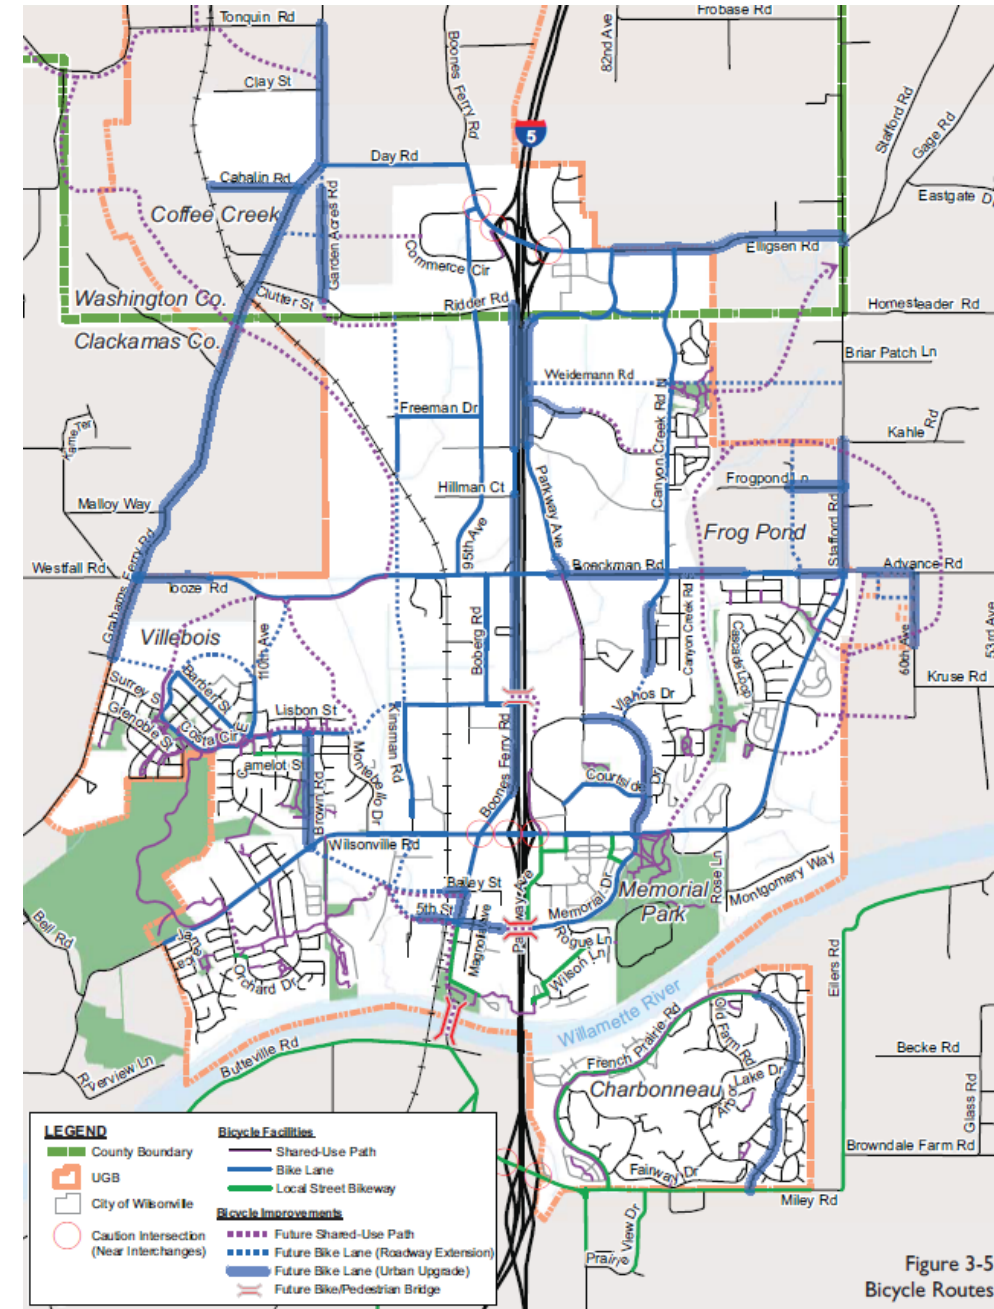 Tonquin Rd
Frobase Rd
Boones Ferry Rd
82nd Ave
Clay St
Stafford Rd
Gage Rd
5
Day Rd
Cahalin Rd
Eastgate D
Coffee Creek
Garden Acres Rd
Elligsen Rd
Commerce Cir
Washington Co.
Clutter St
Ridder Rd
Homesteader Rd
Clackamas Co.
Briar Patch Ln
Weidemann Rd
Freeman Dr
Canyon Creek Rd N
Kahle Rd
Hillman Ct
Parkway Ave
Frogpond Ln
Malloy Way
95th Ave
Frog Pond
Stafford Rd
Grahams Ferry Rd
Westfall Rd
Boeckman Rd
Advance Rd
Tooze Rd
Villebois
110th Ave
Boberg Rd
Canyon Creek Rd S
Cascade Loop
60th Ave
53rd Ave
Kruse Rd
Surrey S
Barber St
Vlahos Dr
Grenoble St
Costa Cir E
Lisbon St
Kinsman Rd
Boones Ferry Rd
amelot St
Montebello Dr
Courtside Dr
Brown Rd
Wilsonville Rd
Rose Ln
Montgomery Way
Bailey St
Memorial Dr
Memorial
Park
5th St
Magnolia Ave
Rogue Ln
Wilson Ln
Bell Rd
Orchard Dr
Eilers Rd
Willamette River
Butteville Rd
French Prairie Rd
Old Farm Rd
Becke Rd
Charbonneau
Lake Dr
Glass Rd
Fairway Dr
Browndale Farm Rd
Miley Rd
Prairie View Dr
LEGEND
County Boundary
UGB
City of Wilsonville
Caution Intersection
(Near Interchanges)
Bicycle Facilities
Shared-Use Path
Bike Lane
Local Street Bikeway
Bicycle Improvements
Future Shared-Use Path
Future Bike Lane (Roadway Extension)
Future Bike Lane (Urban Upgrade)
Future Bike/Pedestrian Bridge
Figure 3-5
Bicycle Routes